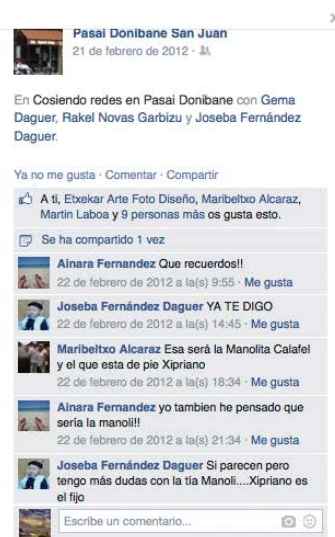 Pasai Donibane San Juan
21 de febrero de 2012 ·
En Cosiendo redes en Pasai Donibane con Gema
Daguer, Rakel Novas Garbizu y Joseba Fernández
Daguer.
Ya no me gusta · Comentar · Compartir
A ti, Etxekar Arte Foto Diseño, Maribeltxo Alcaraz,
Martin Laboa y 9 personas más os gusta esto.
Se ha compartido 1 vez
Ainara Fernandez Que recuerdos!!
22 de febrero de 2012 a la(s) 9:55 · Me gusta
Joseba Fernández Daguer YA TE DIGO
22 de febrero de 2012 a la(s) 14:45 · Me gusta
Maribeltxo Alcaraz Esa será la Manolita Calafel
y el que esta de pie Xipriano
22 de febrero de 2012 a la(s) 18:34 · Me gusta
Ainara Fernandez yo tambien he pensado que
sería la manoli!!
22 de febrero de 2012 a la(s) 21:34 · Me gusta
Joseba Fernández Daguer Si parecen pero
tengo más dudas con la tía Manoli....Xipriano es
el fijo
Escribe un comentario...